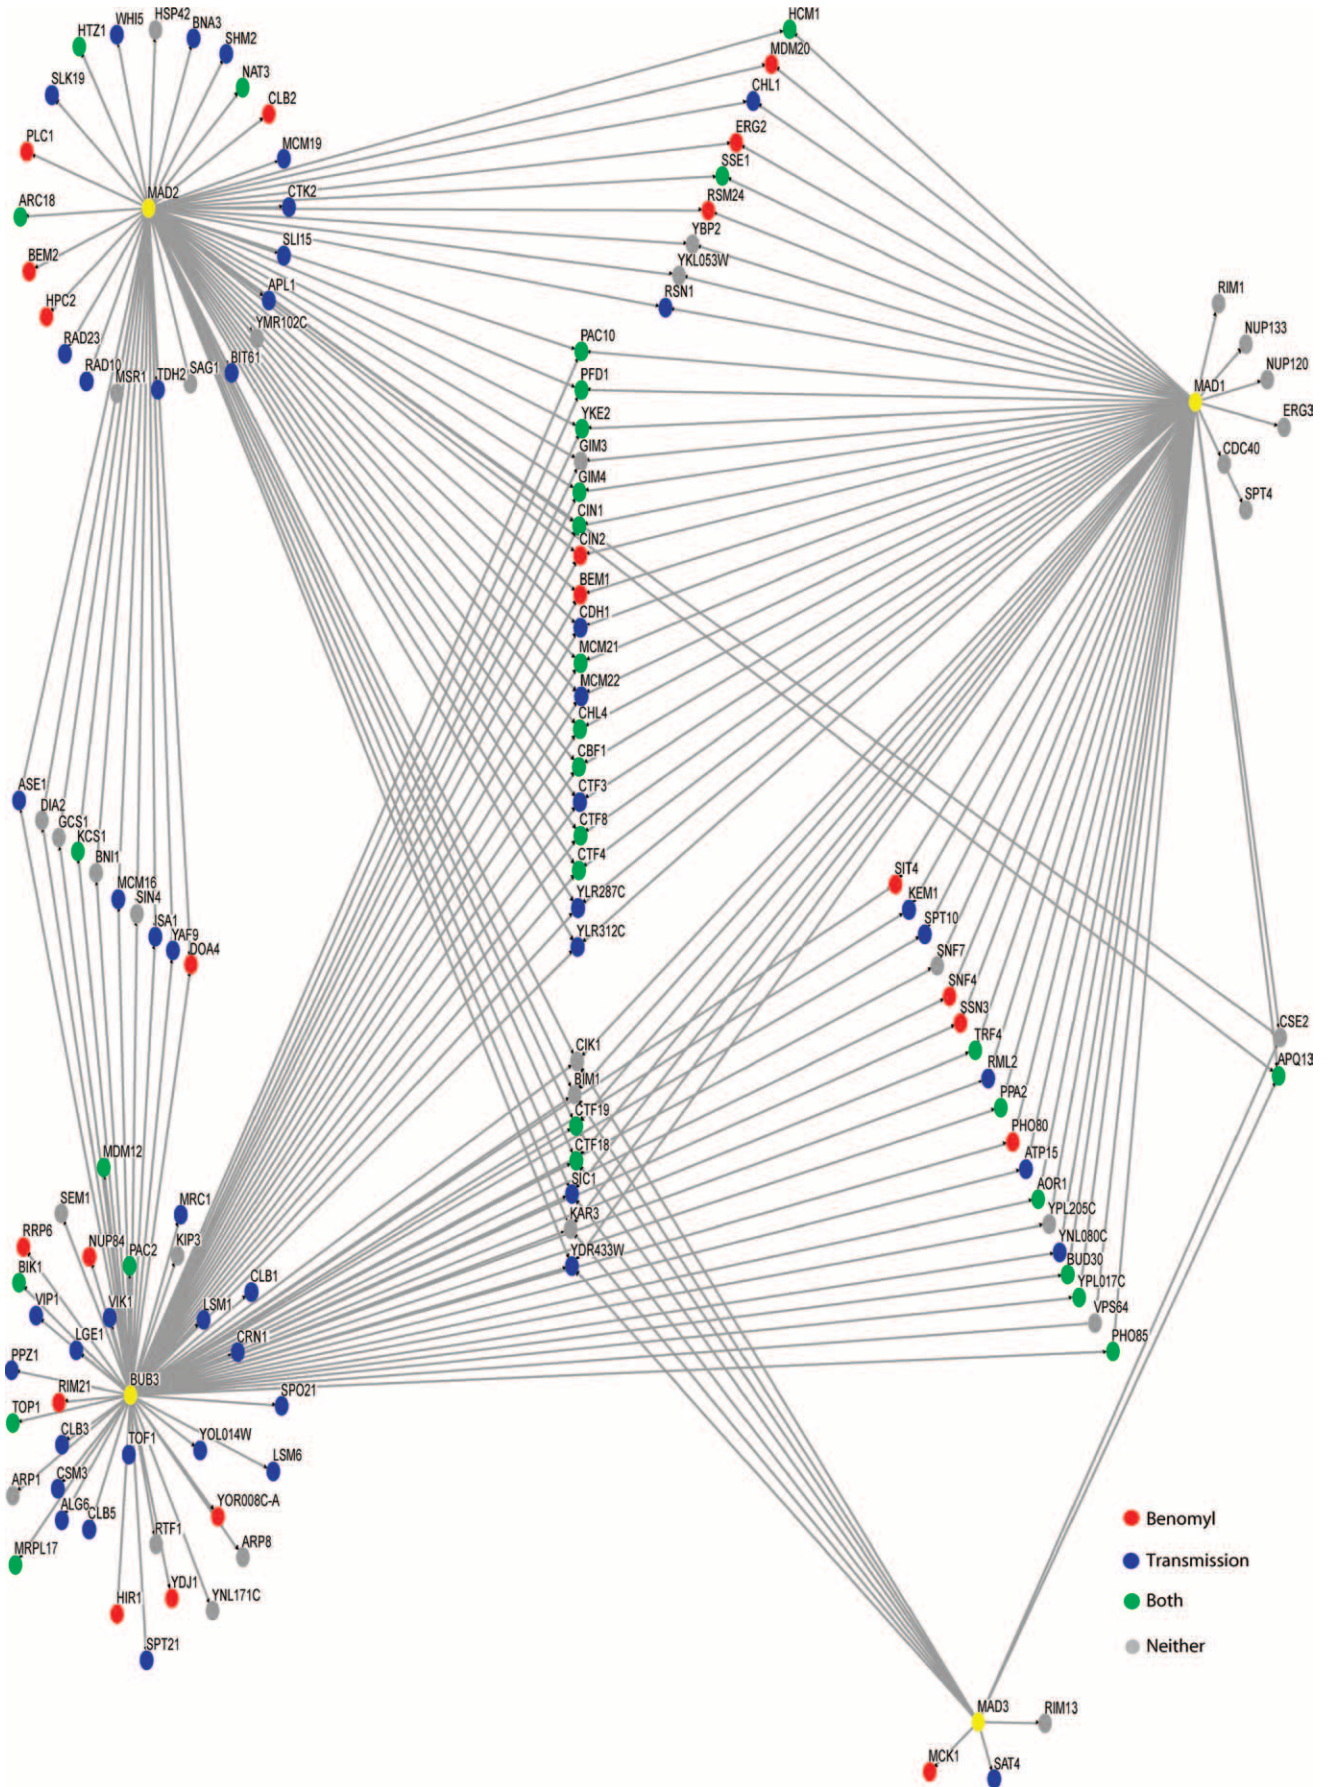 HCM1
HSP42
WHI5
BNA3
HTZ1
SHM2
MDM20
NAT3
SLK19
CHL1
CLB2
ERG2
PLC1
MCM19
SSE1
MAD2
CTK2
RSM24
ARC18
YBP2
SLI15
BEM2
YKL053W
APL1
RSN1
RIM1
HPC2
YMR102C
NUP133
RAD23
PAC10
BIT61
NUP120
RAD10
SAG1
MSR1
TDH2
PFD1
MAD1
ERG3
YKE2
GIM3
CDC40
GIM4
SPT4
CIN1
CIN2
BEM1
CDH1
MCM21
MCM22
CHL4
CBF1
ASE1
CTF3
DIA2
GCS1
CTF8
KCS1
CTF4
BNI1
SIT4
MCM16
YLR287C
KEM1
SIN4
SPT10
ISA1
YLR312C
YAF9
DOA4
SNF7
SNF4
SSN3
CSE2
TRF4
CIK1
APQ13
RML2
BIM1
PPA2
CTF19
PHO80
CTF18
MDM12
ATP15
SIC1
AOR1
SEM1
MRC1
YPL205C
KAR3
RRP6
NUP84
KIP3
YNL080C
PAC2
YDR433W
BUD30
BIK1
CLB1
YPL017C
VIP1
VIK1
LSM1
VPS64
LGE1
CRN1
PHO85
PPZ1
BUB3
RIM21
SPO21
TOP1
CLB3
TOF1
YOL014W
LSM6
ARP1
CSM3
YOR008C-A
ALG6
CLB5
RTF1
ARP8
MRPL17
HIR1
YDJ1
YNL171C
SPT21
Benomyl
Transmission
Both
Neither
MAD3
RIM13
MCK1
SAT4